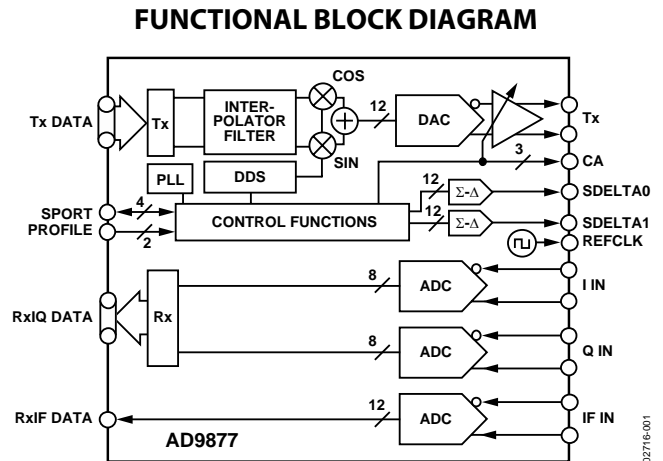 FUNCTIONAL BLOCK DIAGRAM
COS
Tx DATA
Tx
INTER-
POLATOR
FILTER
12
DAC
Tx
SIN
3
CA
PLL
DDS
12
Σ-Δ
SDELTA0
SPORT
4
CONTROL FUNCTIONS
12
Σ-Δ
SDELTA1
PROFILE
2
REFCLK
8
ADC
I IN
RxIQ DATA
Rx
8
ADC
Q IN
RxIF DATA
12
ADC
IF IN
AD9877
02716-001